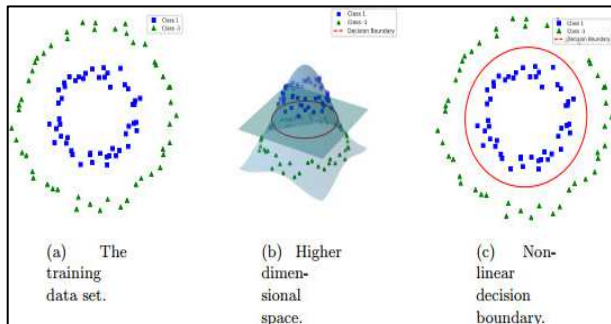 Class 1
Class -1
Class 1
Class -1
Decision Boundary
Class 1
Class -1
Decision Boundary
(a) The
training
data set.
(b) Higher
dimen-
sional
space.
(c) Non-
linear
decision
boundary.